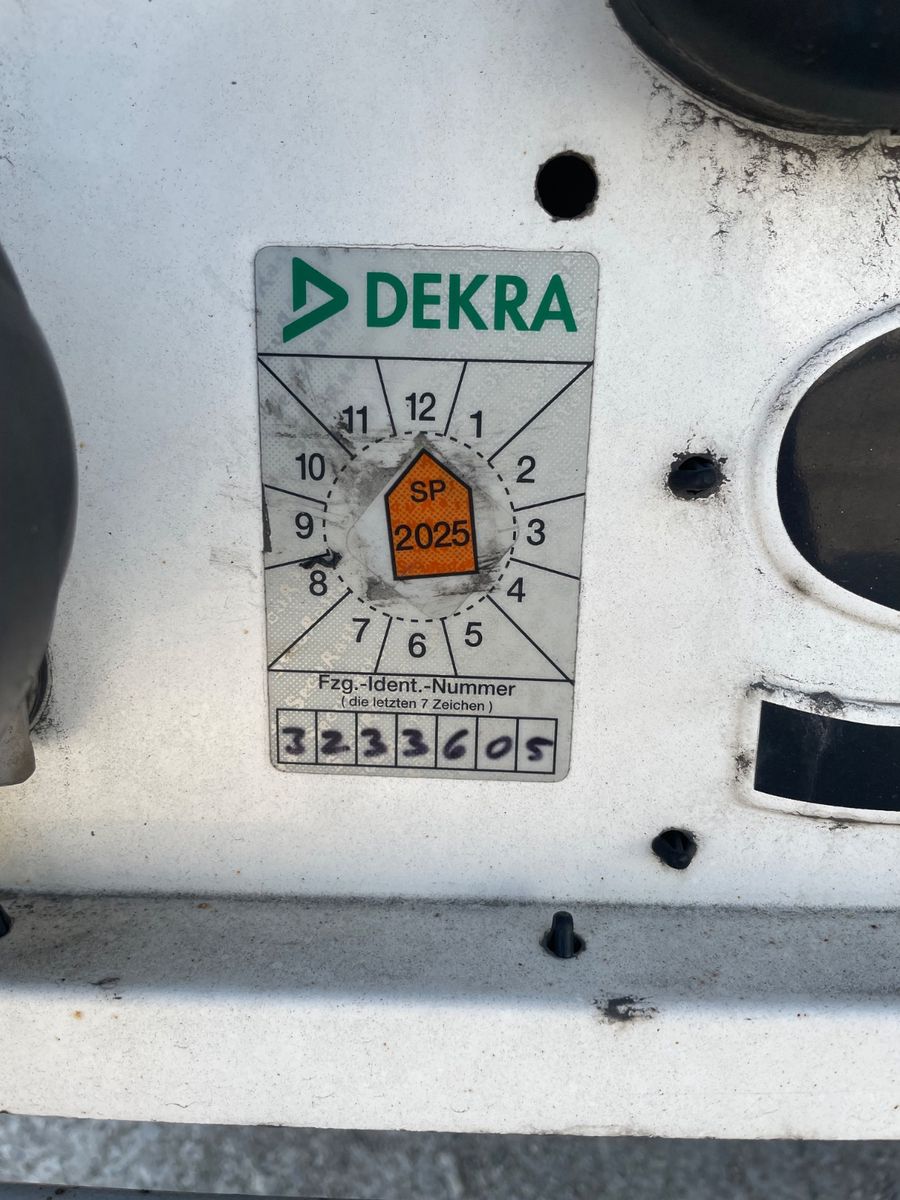 DEKRA
11 12 1
10 2
9 3
8 4
7 6 5
SP
2025
Fzg.-Ident.-Nummer
(die letzten 7 Zeichen)
3233605